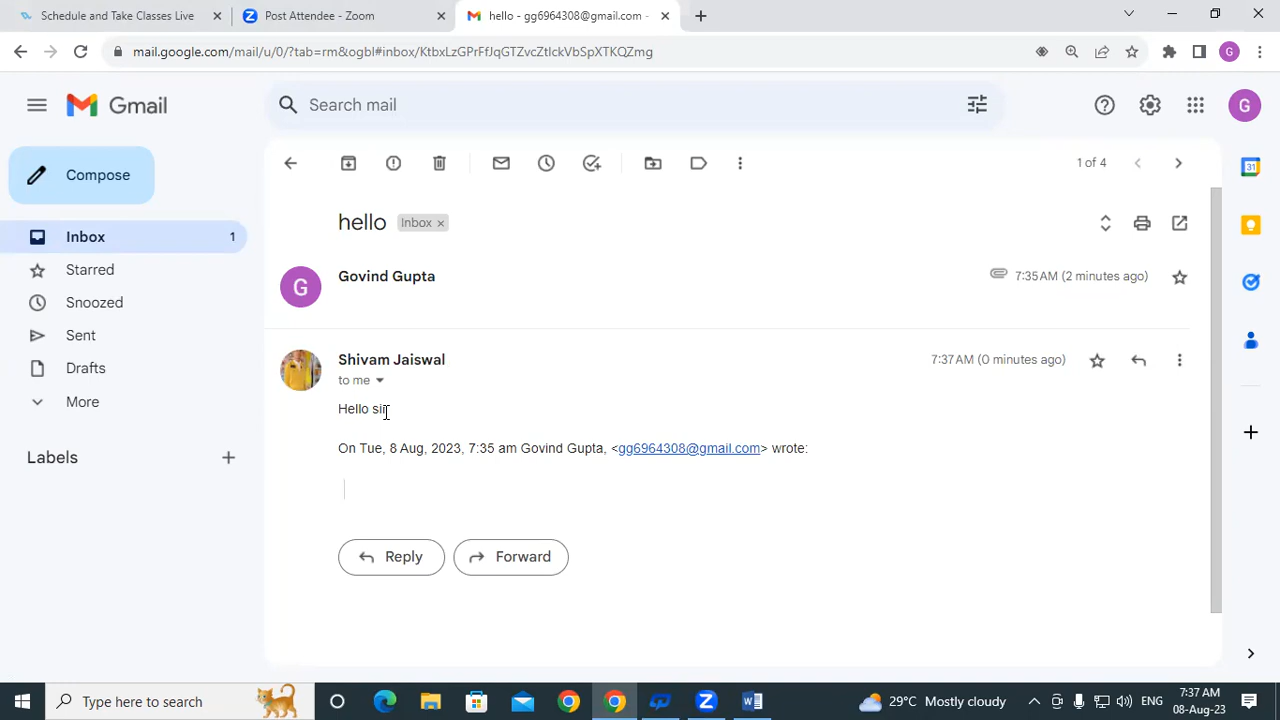 Schedule and Take Classes Live
Post Attendee - Zoom
hello - gg6964308@gmail.com -
mail.google.com/mail/u/0/?tab=rm&ogbl#inbox/KtbxLzGPrFfJqGTZvcZtIckVbSpXTKQZmg
G
Gmail
Search mail
G
Compose
1 of 4
31
hello
Inbox ×
Inbox 1
Starred
Govind Gupta
7:35 AM (2 minutes ago)
G
Snoozed
Sent
Shivam Jaiswal
7:37 AM (0 minutes ago)
Drafts
to me
More
Hello sir
On Tue, 8 Aug, 2023, 7:35 am Govind Gupta, <gg6964308@gmail.com> wrote:
Labels
Reply
Forward
Type here to search
29°C Mostly cloudy
ENG
7:37 AM
08-Aug-23